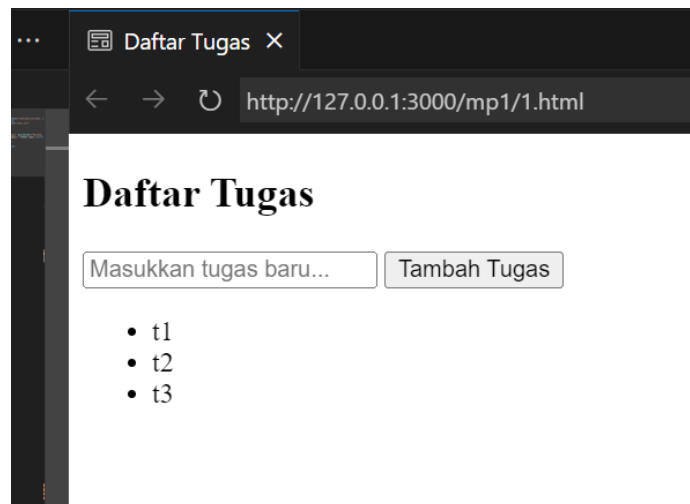 Daftar Tugas
http://127.0.0.1:3000/mp1/1.html
Daftar Tugas
Masukkan tugas baru... Tambah Tugas
t1
t2
t3